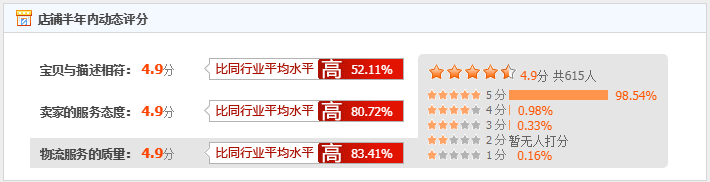 店铺半年内动态评分
宝贝与描述相符：4.9分 比同行业平均水平 高 52.11%
卖家的服务态度：4.9分 比同行业平均水平 高 80.72%
物流服务的质量：4.9分 比同行业平均水平 高 83.41%
4.9分 共615人
5分 98.54%
4分 0.98%
3分 0.33%
2分 暂无人打分
1分 0.16%